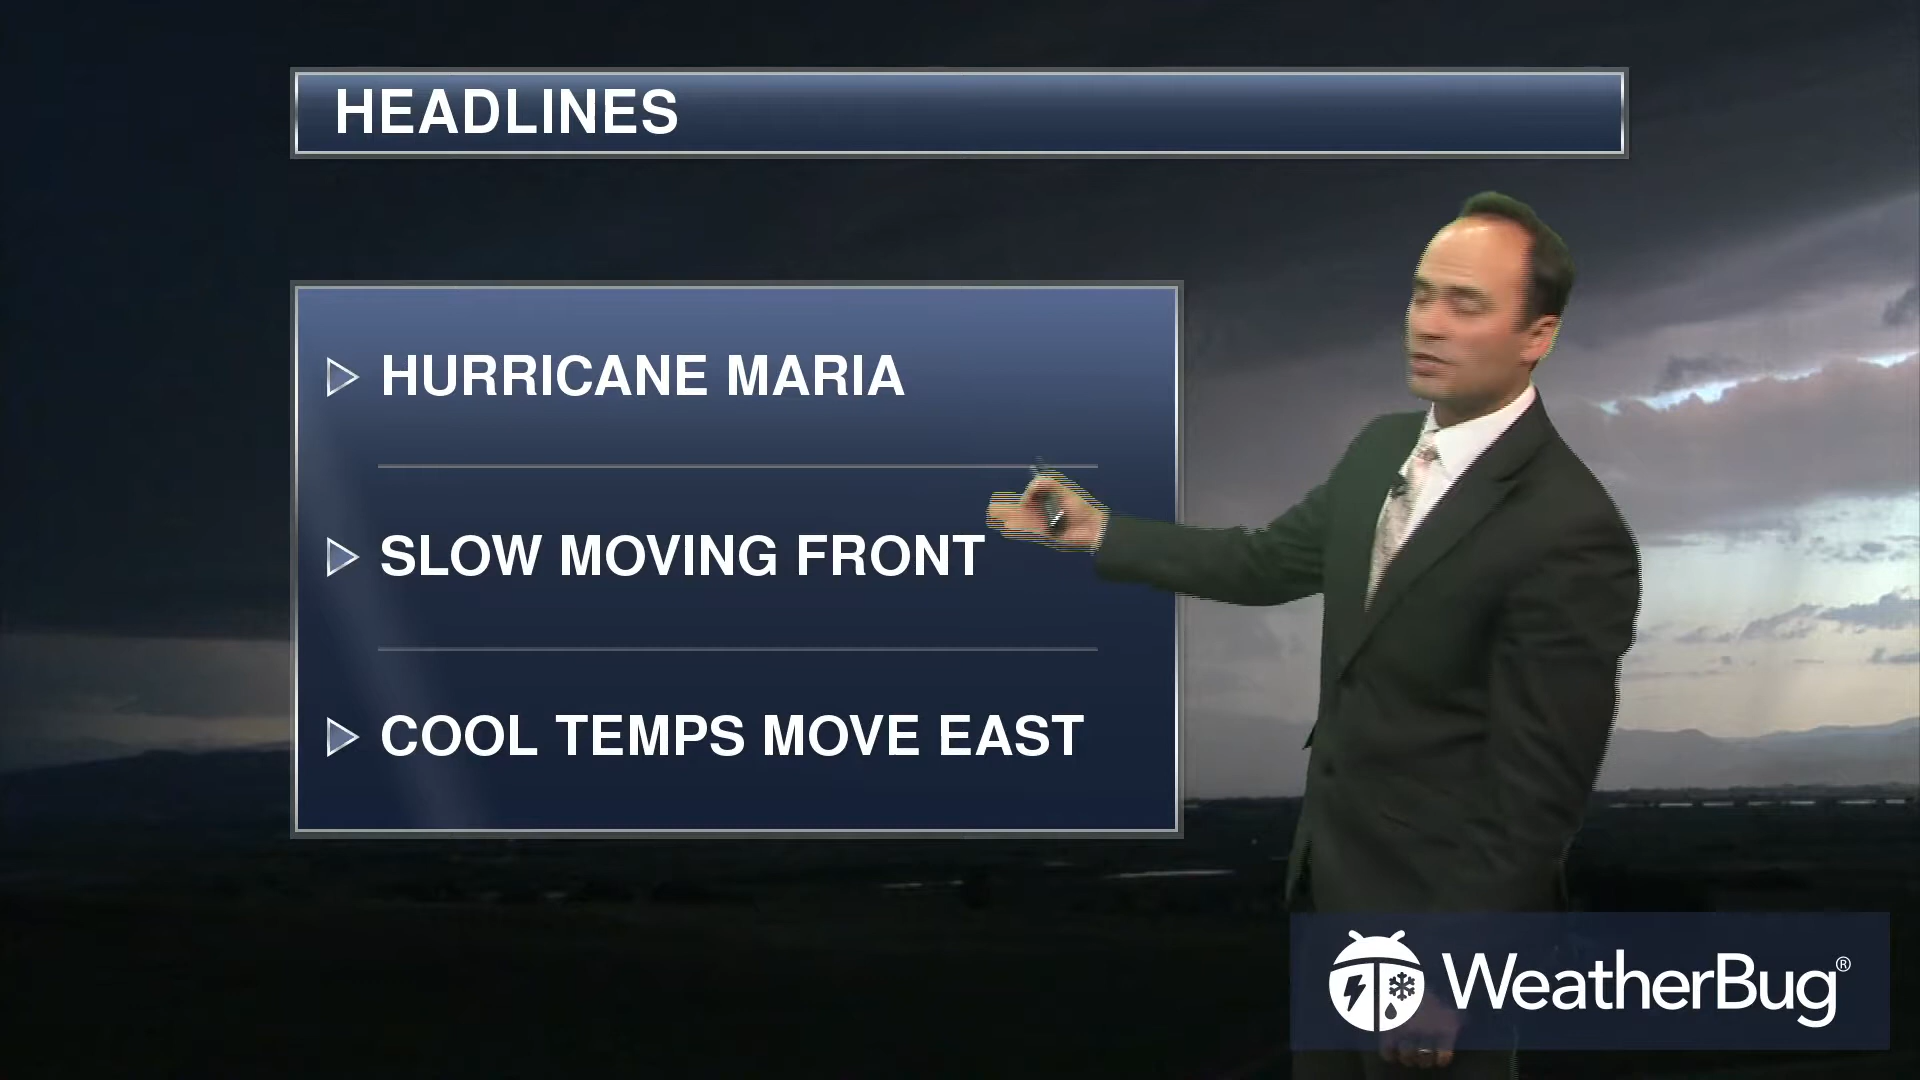 HEADLINES
HURRICANE MARIA
SLOW MOVING FRONT
COOL TEMPS MOVE EAST
WeatherBug®